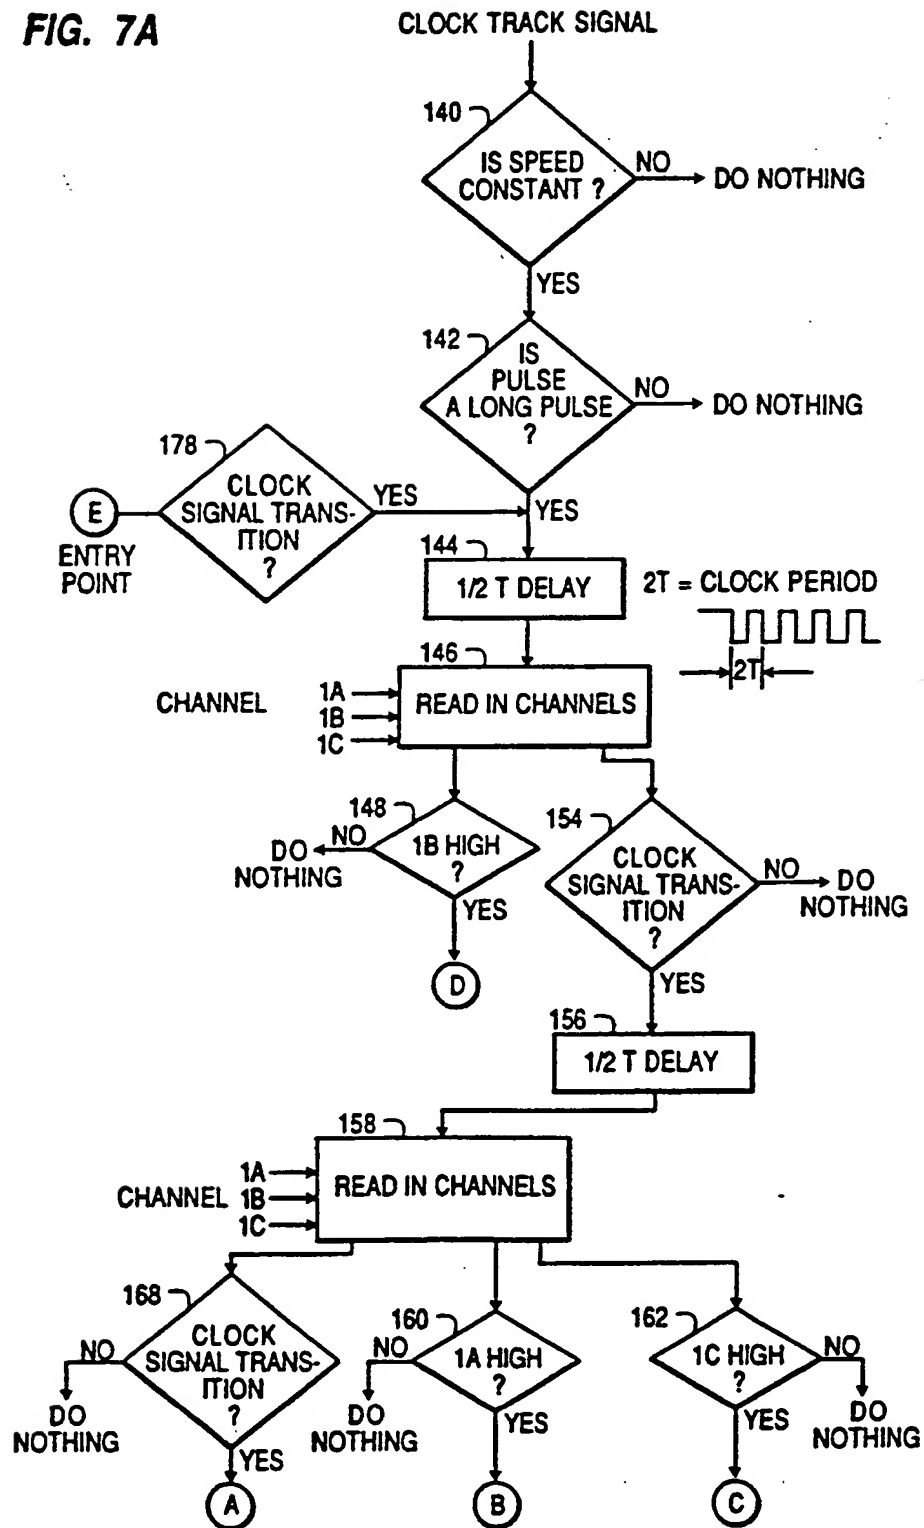 FIG. 7A
CLOCK TRACK SIGNAL
140
IS SPEED
CONSTANT ?
NO
DO NOTHING
YES
142
IS
PULSE
A LONG PULSE
?
NO
DO NOTHING
YES
178
CLOCK
SIGNAL TRANS-
ITION
?
YES
E
ENTRY
POINT
144
1/2 T DELAY
2T = CLOCK PERIOD
2T
146
CHANNEL
1A
1B
1C
READ IN CHANNELS
148
1B HIGH
?
NO
DO
NOTHING
YES
D
154
CLOCK
SIGNAL TRANS-
ITION
?
NO
DO
NOTHING
YES
156
1/2 T DELAY
158
CHANNEL
1A
1B
1C
READ IN CHANNELS
168
CLOCK
SIGNAL TRANS-
ITION
?
NO
DO
NOTHING
YES
A
160
1A HIGH
?
NO
DO
NOTHING
YES
B
162
1C HIGH
?
NO
DO
NOTHING
YES
C